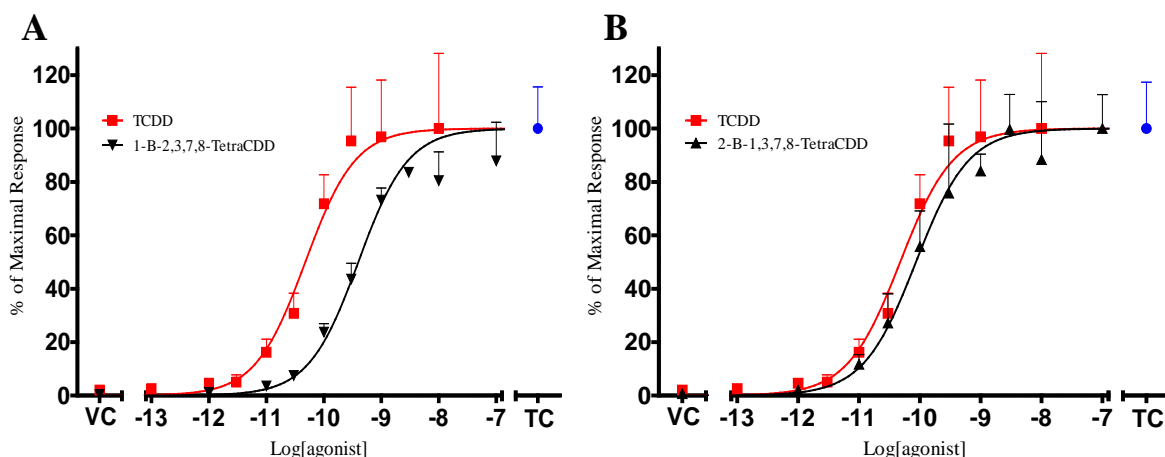 A
% of Maximal Response
120
100
80
60
40
20
0
TCDD
1-B-2,3,7,8-TetraCDD
VC
-13
-12
-11
-10
-9
-8
-7
TC
Log[agonist]
B
% of Maximal Response
120
100
80
60
40
20
0
TCDD
2-B-1,3,7,8-TetraCDD
VC
-13
-12
-11
-10
-9
-8
-7
TC
Log[agonist]